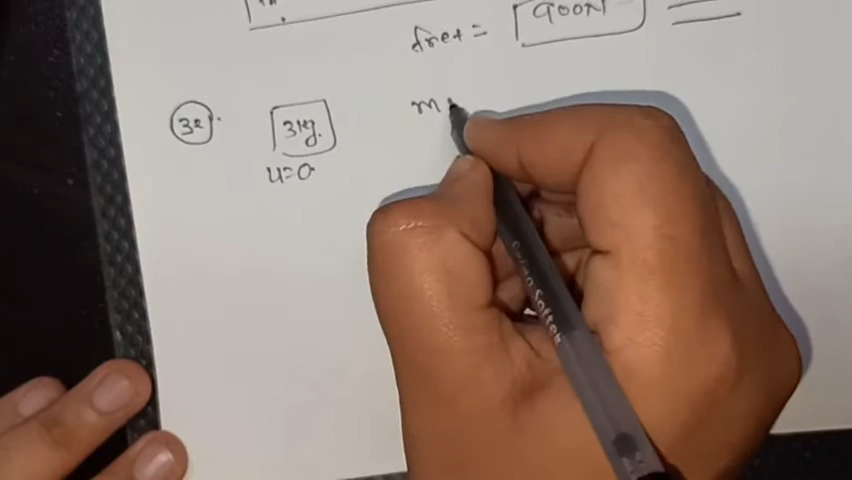 fnet = 900N
32.
3kg.
u=0
m